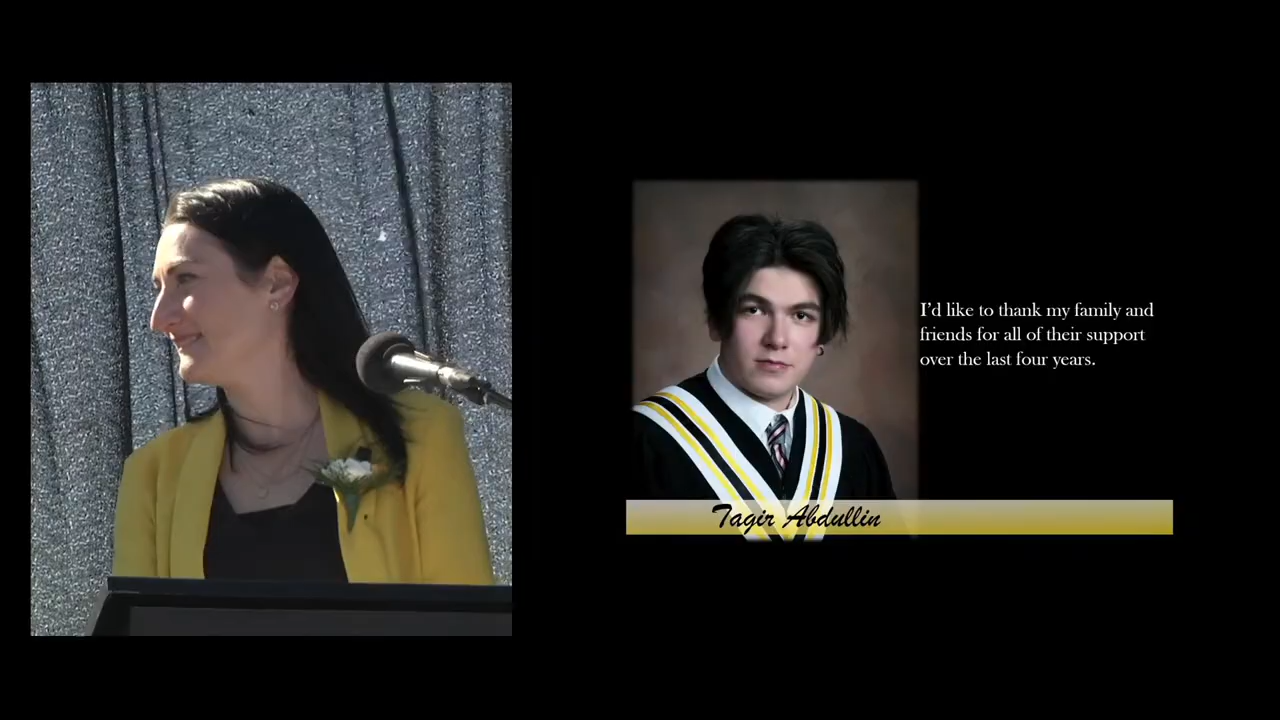 I'd like to thank my family and
friends for all of their support
over the last four years.
Tagir Abdullin